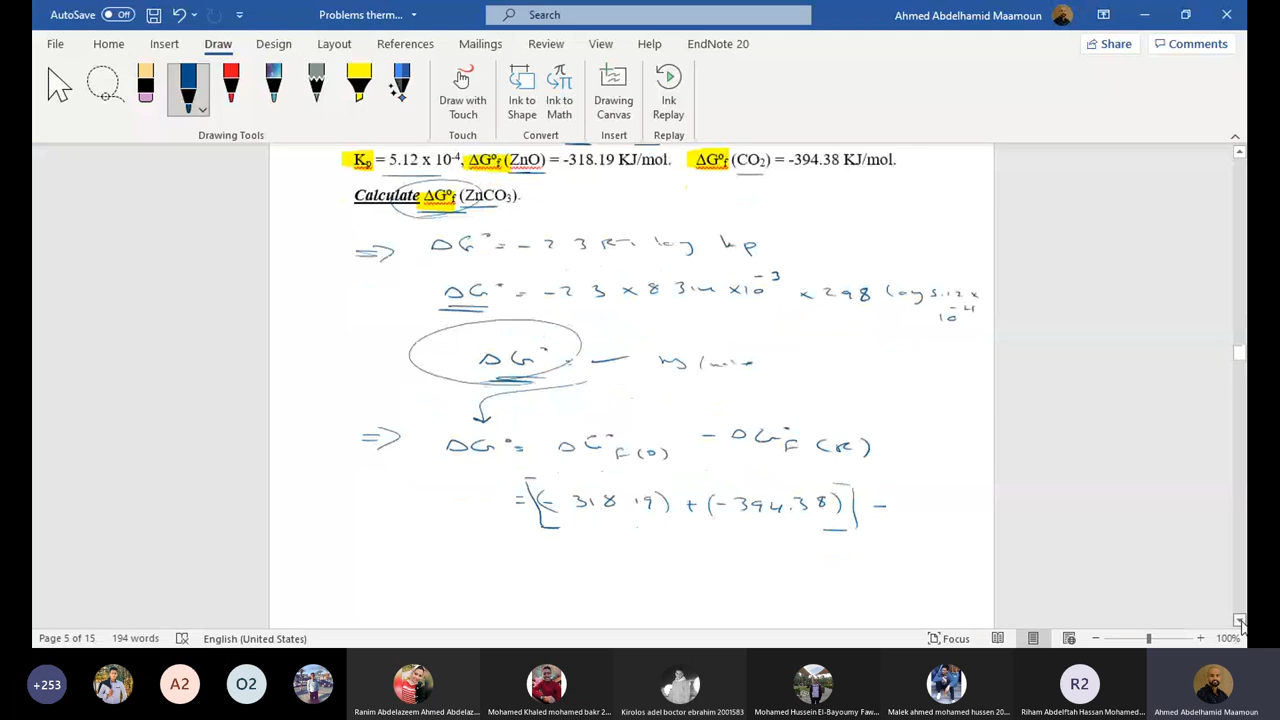 AutoSave Off Problems therm... Search Ahmed Abdelhamid Maamoun
File Home Insert Draw Design Layout References Mailings Review View Help EndNote 20 Share Comments
Draw with Touch Ink to Shape Ink to Math Drawing Canvas Ink Replay
Drawing Tools Touch Convert Insert Replay
Kp = 5.12 x 10-4, ΔG°f (ZnO) = -318.19 KJ/mol. ΔG°f (CO2) = -394.38 KJ/mol.
Calculate ΔG°f (ZnCO3).
⇒ ΔG° = - 2 3 RT log kp
ΔG° = - 2 3 x 8 314 x 10-3 x 298 log 5.12 x 10-4
ΔG° = — kJ/mole
⇒ ΔG° = ΔG°F(P) - ΔG°F (R)
= [(- 318 19) + (-394.38)] -
Page 5 of 15 194 words English (United States) Focus 100%
+253 A2 O2 R2
Ranim Abdelazeem Ahmed Abdelaz... Mohamed Khaled mohamed bakr 2... Kirolos adel boctor ebrahim 2001583 Mohamed Hussein El-Bayoumy Faw... Malek ahmed mohamed hussen 20... Riham Abdelftah Hassan Mohamed... Ahmed Abdelhamid Maamoun